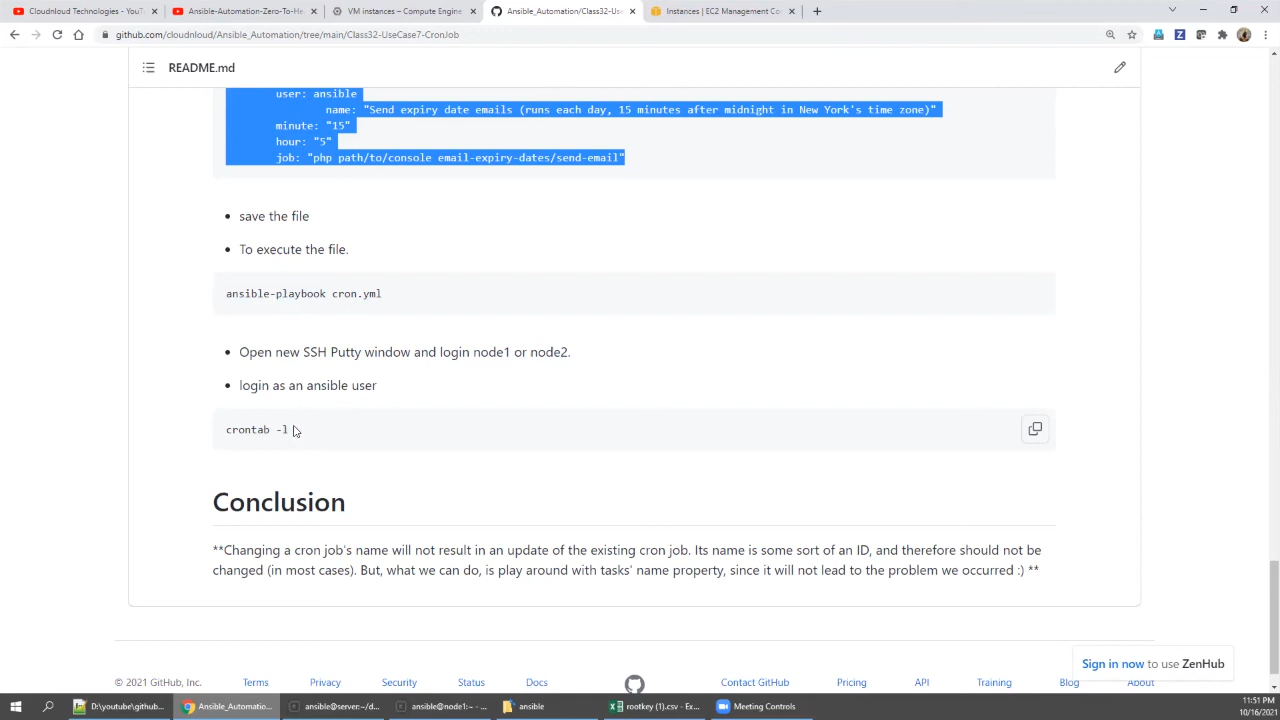 Cloudnloud Technologies - YouT
Ansible-Automation-Zero-To-He
VM instances – Compute Engine
Ansible_Automation/Class32-Use
Instances | EC2 Management Co
github.com/cloudnloud/Ansible_Automation/tree/main/Class32-UseCase7-CronJob
README.md
user: ansible
name: "Send expiry date emails (runs each day, 15 minutes after midnight in New York's time zone)"
minute: "15"
hour: "5"
job: "php path/to/console email-expiry-dates/send-email"
save the file
To execute the file.
ansible-playbook cron.yml
Open new SSH Putty window and login node1 or node2.
login as an ansible user
crontab -l
Conclusion
**Changing a cron job's name will not result in an update of the existing cron job. Its name is some sort of an ID, and therefore should not be
changed (in most cases). But, what we can do, is play around with tasks' name property, since it will not lead to the problem we occurred :) **
Sign in now to use ZenHub
© 2021 GitHub, Inc.
Terms
Privacy
Security
Status
Docs
Contact GitHub
Pricing
API
Training
Blog
About
D:\youtube\github...
Ansible_Automatio...
ansible@server:~/d...
ansible@node1:~ - ...
ansible
rootkey (1).csv - Ex...
Meeting Controls
11:51 PM
10/16/2021